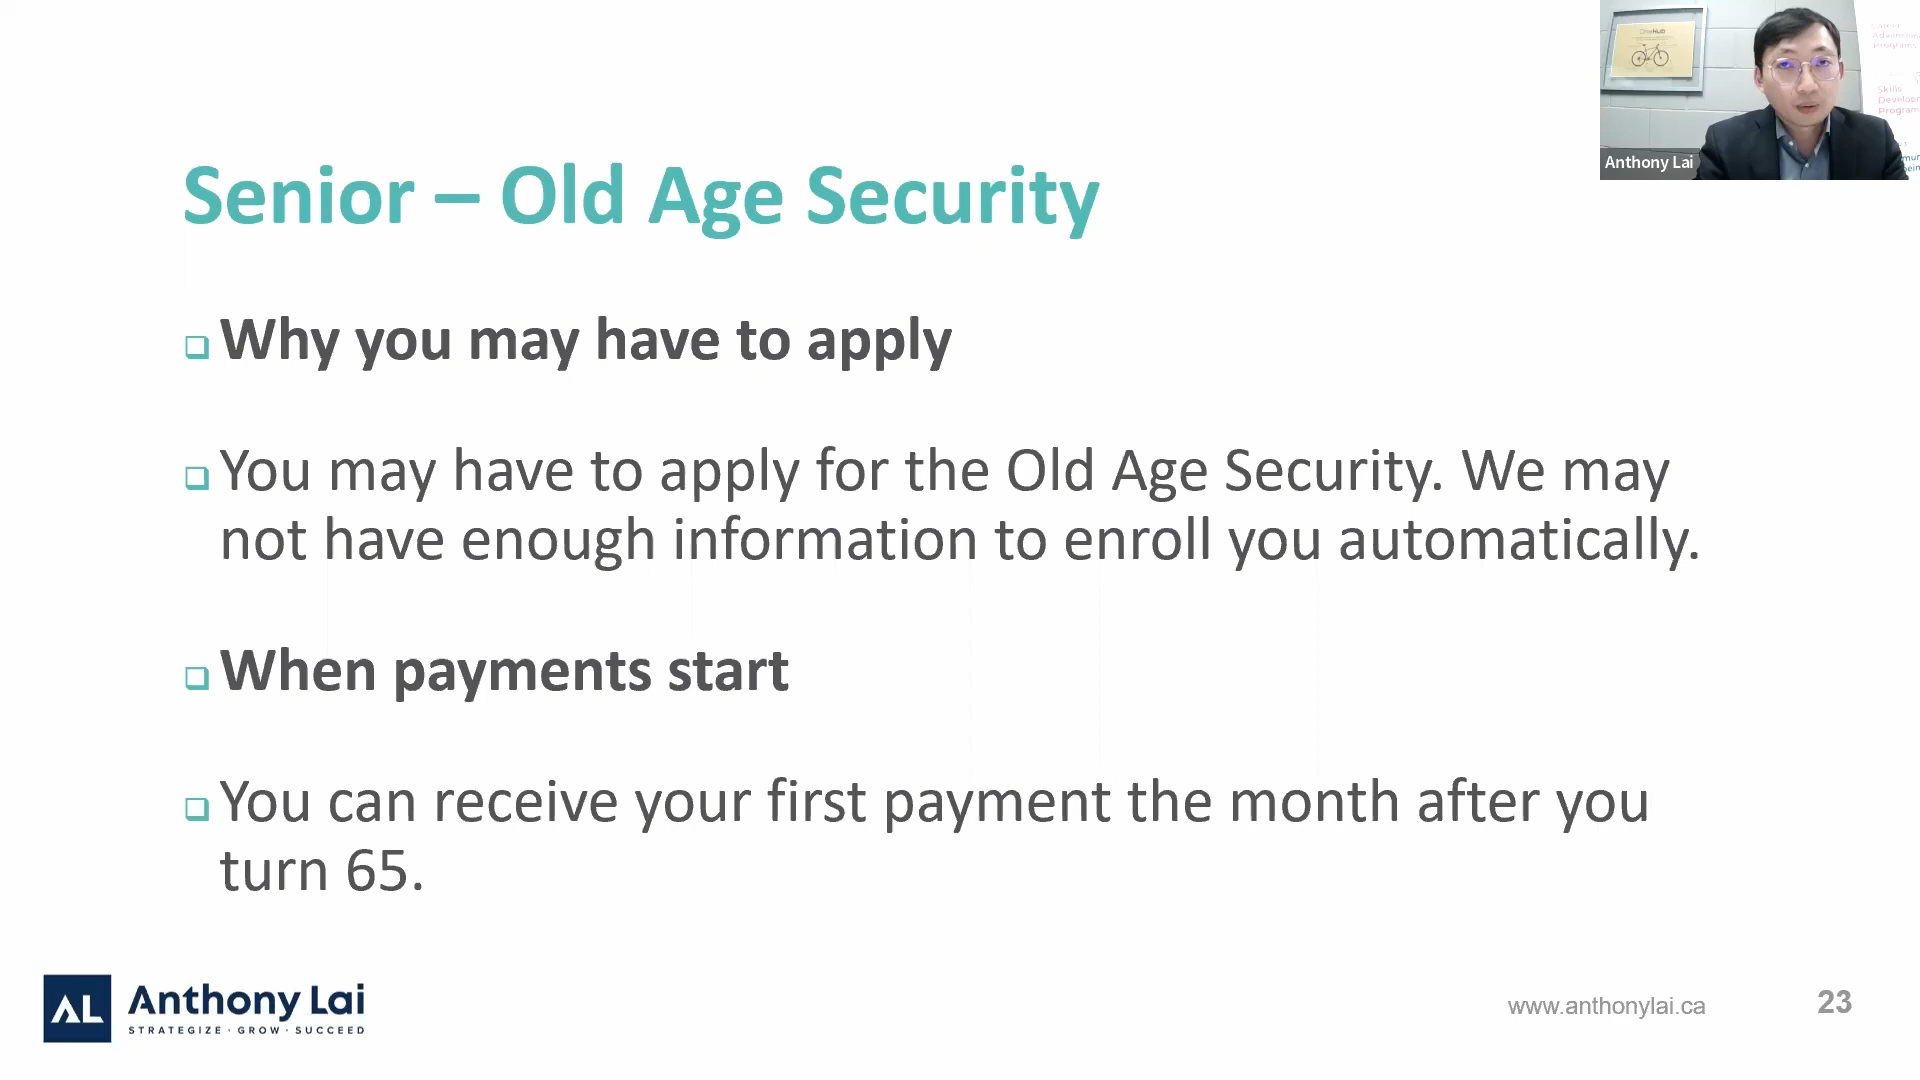 Senior – Old Age Security
Why you may have to apply
You may have to apply for the Old Age Security. We may
not have enough information to enroll you automatically.
When payments start
You can receive your first payment the month after you
turn 65.
AL
Anthony Lai
STRATEGIZE · GROW · SUCCEED
www.anthonylai.ca
23
Anthony Lai
Skills